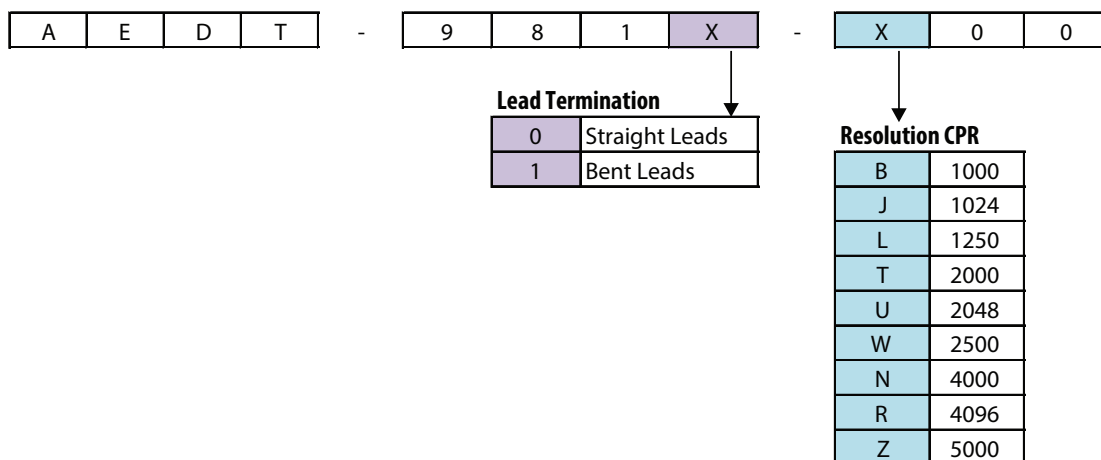 A E D T - 9 8 1 X - X 0 0
Lead Termination
0 Straight Leads
1 Bent Leads
Resolution CPR
B 1000
J 1024
L 1250
T 2000
U 2048
W 2500
N 4000
R 4096
Z 5000